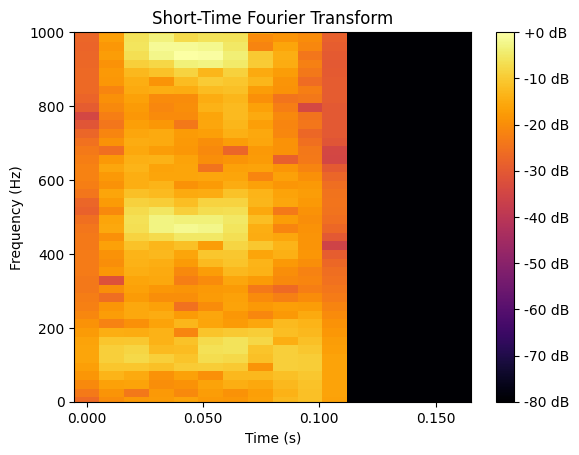 Short-Time Fourier Transform
1000
800
600
400
200
0
Frequency (Hz)
0.000
0.050
0.100
0.150
Time (s)
+0 dB
-10 dB
-20 dB
-30 dB
-40 dB
-50 dB
-60 dB
-70 dB
-80 dB